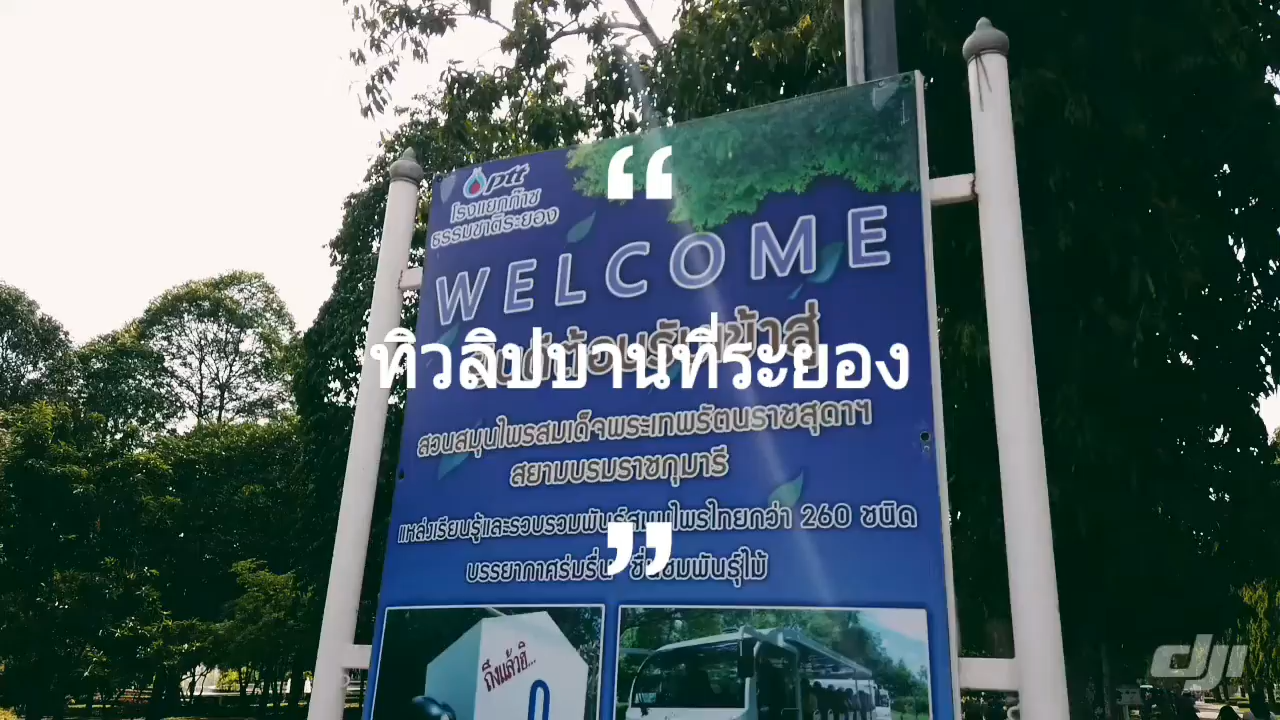 ptt
โรงแยกก๊าซ
ธรรมชาติระยอง
“
WELCOME
ทิวลิปบานที่ระยอง
สวนสมุนไพรสมเด็จพระเทพรัตนราชสุดาฯ
สยามบรมราชกุมารี
แหล่งเรียนรู้และรวบรวมพันธุ์สมุนไพรไทยกว่า 260 ชนิด
”
บรรยากาศร่มรื่น ชื่นชมพันธุ์ไม้
ถึงแล้วฮิ...
dji